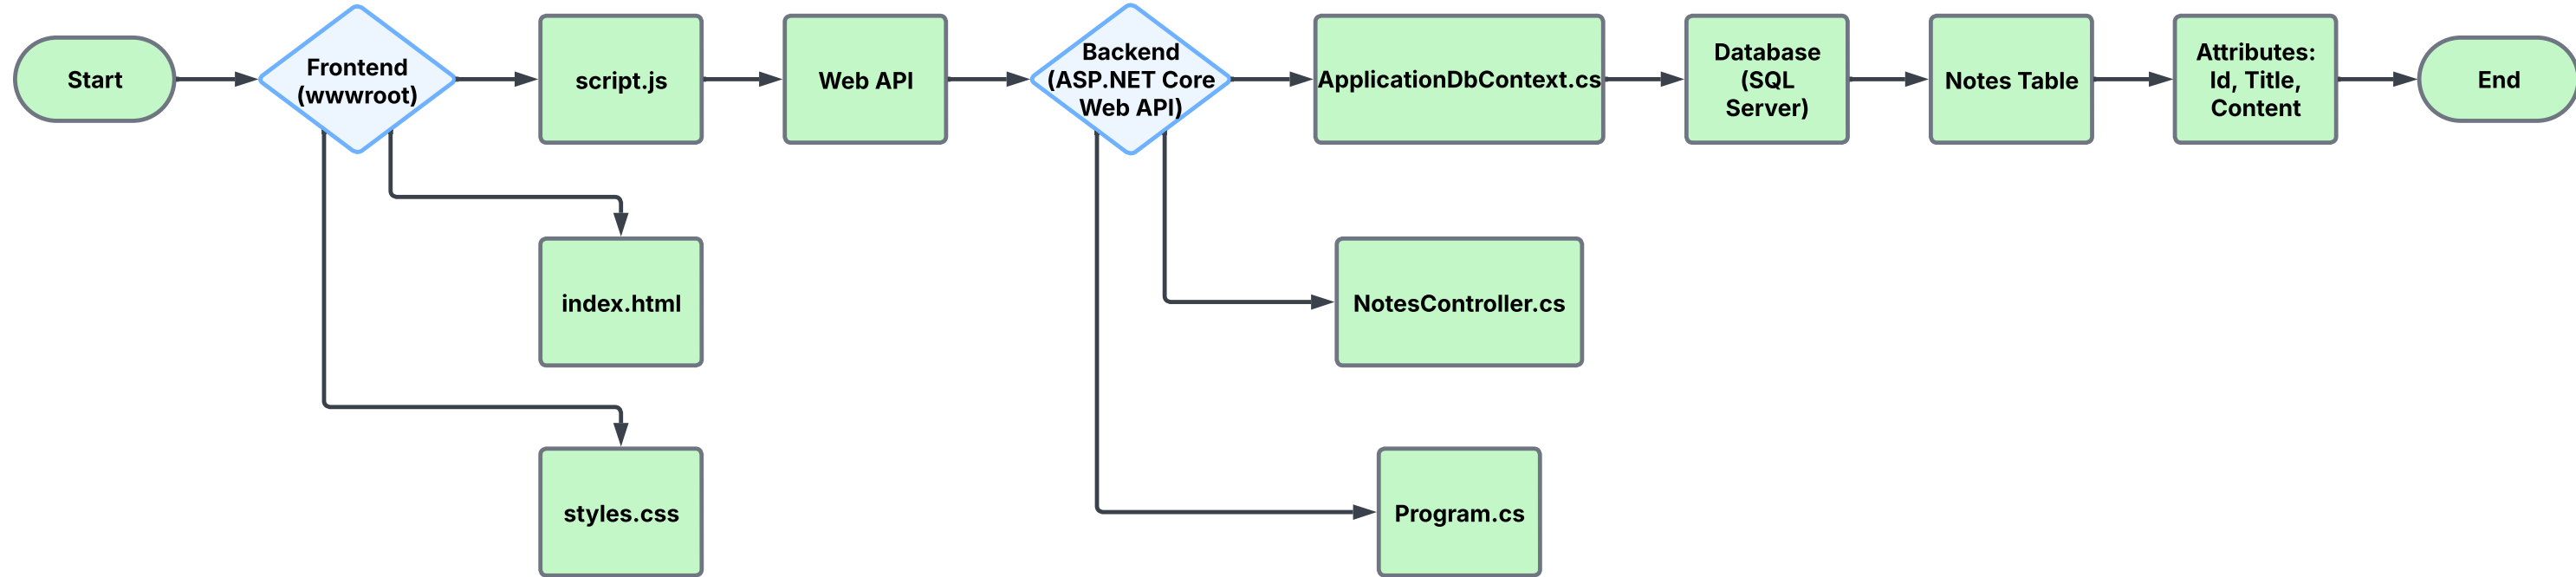 Start
Frontend
(wwwroot)
script.js
Web API
Backend
(ASP.NET Core
Web API)
ApplicationDbContext.cs
Database
(SQL
Server)
Notes Table
Attributes:
Id, Title,
Content
End
index.html
NotesController.cs
styles.css
Program.cs